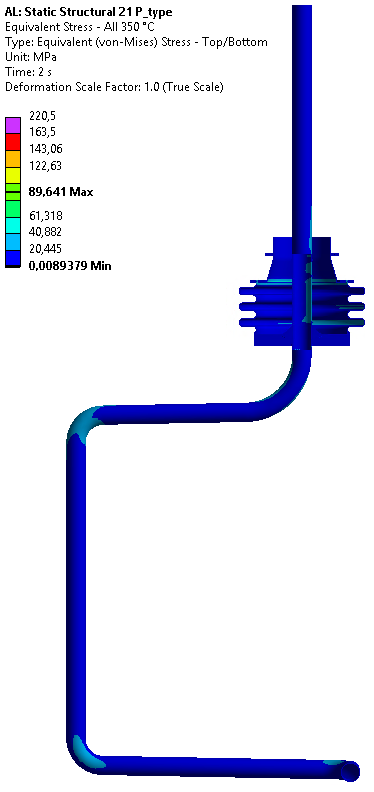 AL: Static Structural 21 P_type
Equivalent Stress - All 350 °C
Type: Equivalent (von-Mises) Stress - Top/Bottom
Unit: MPa
Time: 2 s
Deformation Scale Factor: 1.0 (True Scale)
220,5
163,5
143,06
122,63
89,641 Max
61,318
40,882
20,445
0,0089379 Min